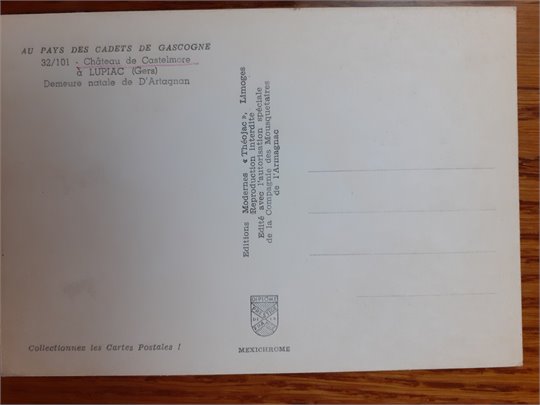 AU PAYS DES CADETS DE GASCOGNE
32/101 - Château de Castelmore
à LUPIAC (Gers)
Demeure natale de D'Artagnan
Editions Modernes « Théojac », Limoges
Reproduction interdite
Edité avec l'autorisation spéciale
de la Compagnie des Mousquetaires
de l'Armagnac
Collectionnez les Cartes Postales !
MEXICHROME